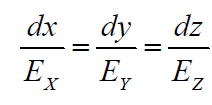 dx/E_X = dy/E_Y = dz/E_Z